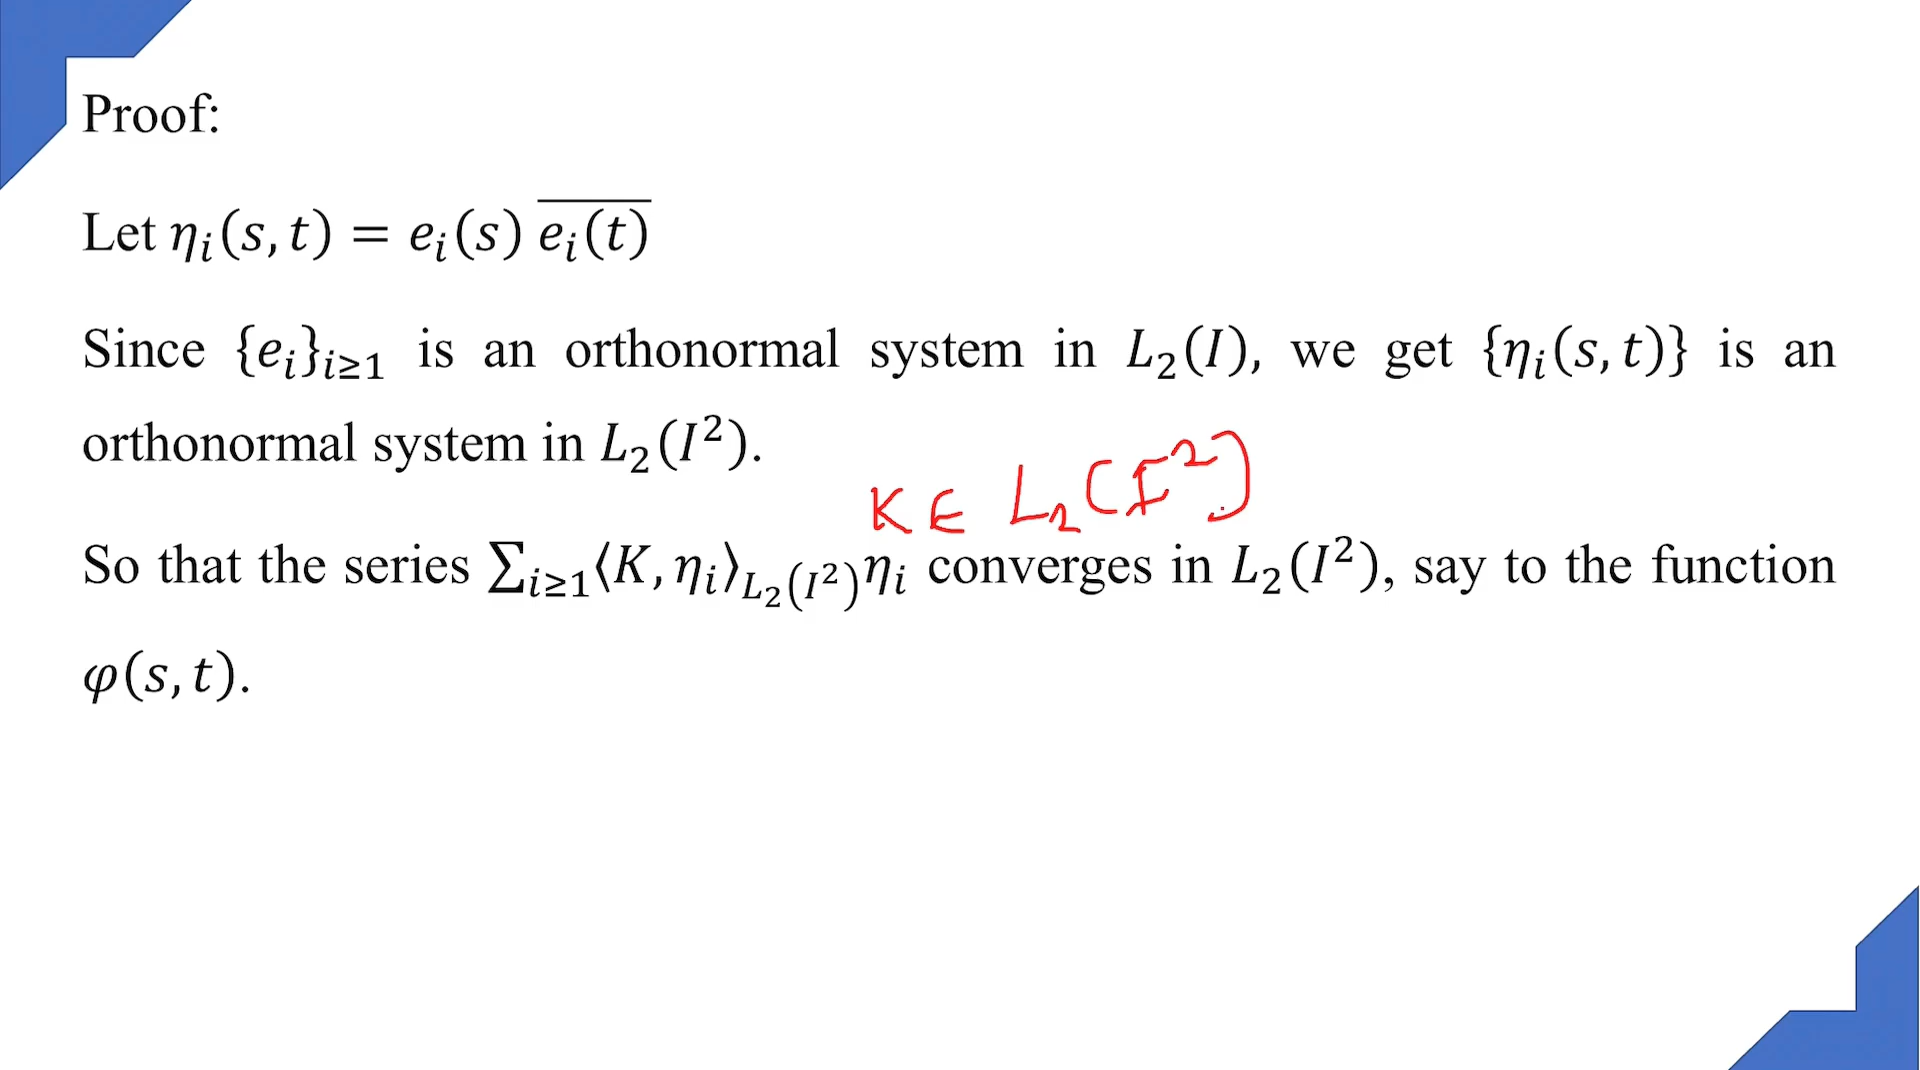 Proof:
Let η_i(s, t) = e_i(s) \overline{e_i(t)}
Since {e_i}_{i≥1} is an orthonormal system in L_2(I), we get {η_i(s, t)} is an
orthonormal system in L_2(I^2).
K ∈ L_2(I^2)
So that the series ∑_{i≥1}⟨K, η_i⟩_{L_2(I^2)}η_i converges in L_2(I^2), say to the function
φ(s, t).